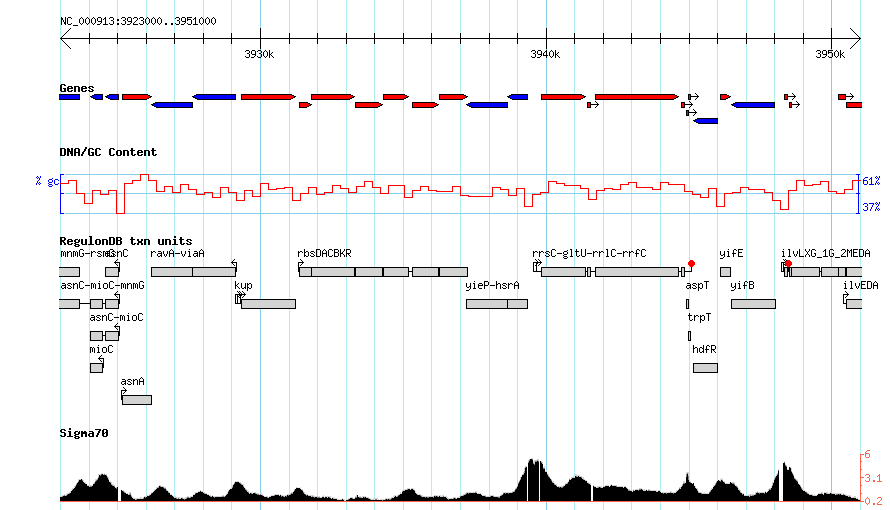 NC_000913:3923000..3951000
3930k 3940k 3950k
Genes
DNA/GC Content
% gc 61%
37%
RegulonDB txn units
mnmG-rsmG asnC ravA-viaA rbsDACBKR rrsC-gltU-rrlC-rrfC yifE ilvLXG_1G_2MEDA
asnC-mioC-mnmG kup yieP-hsrA aspT yifB ilvEDA
asnC-mioC trpT
mioC hdfR
asnA
Sigma70
6
3.1
0.2